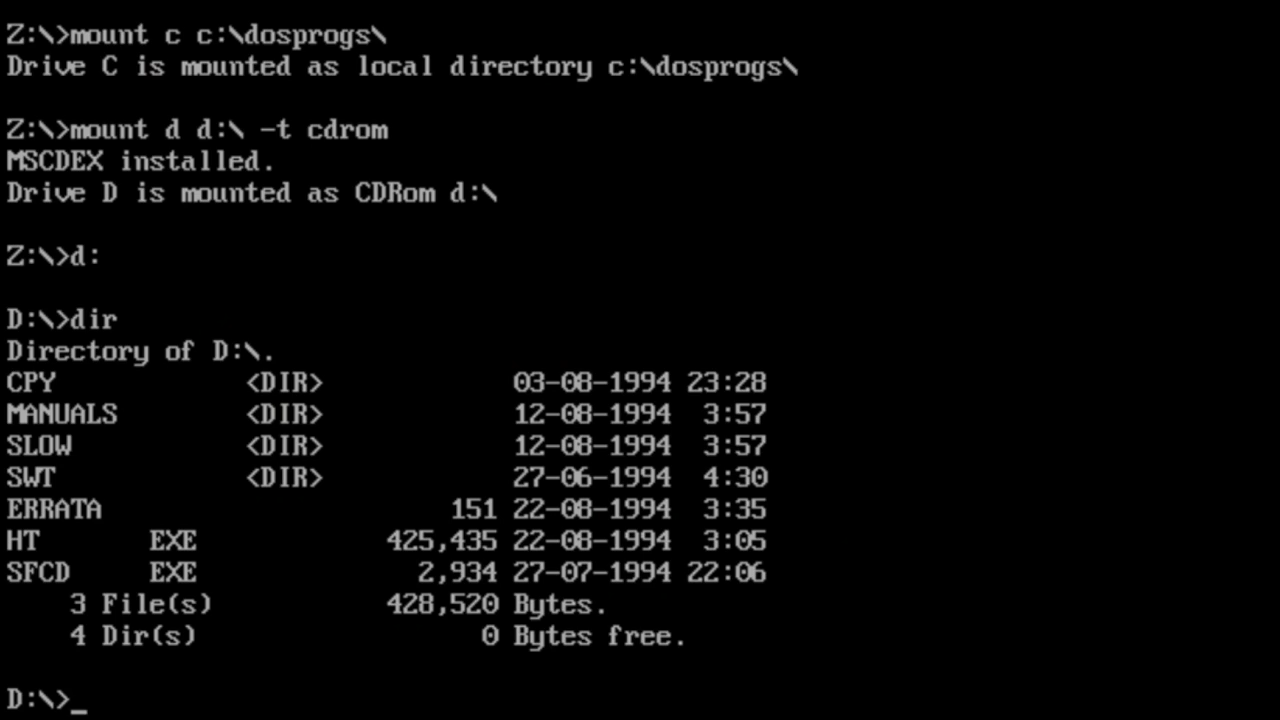 Z:\>mount c c:\dosprogs\
Drive C is mounted as local directory c:\dosprogs\
Z:\>mount d d:\ -t cdrom
MSCDEX installed.
Drive D is mounted as CDRom d:\
Z:\>d:
D:\>dir
Directory of D:\.
CPY <DIR> 03-08-1994 23:28
MANUALS <DIR> 12-08-1994 3:57
SLOW <DIR> 12-08-1994 3:57
SWT <DIR> 27-06-1994 4:30
ERRATA 151 22-08-1994 3:35
HT EXE 425,435 22-08-1994 3:05
SFCD EXE 2,934 27-07-1994 22:06
3 File(s) 428,520 Bytes.
4 Dir(s) 0 Bytes free.
D:\>_